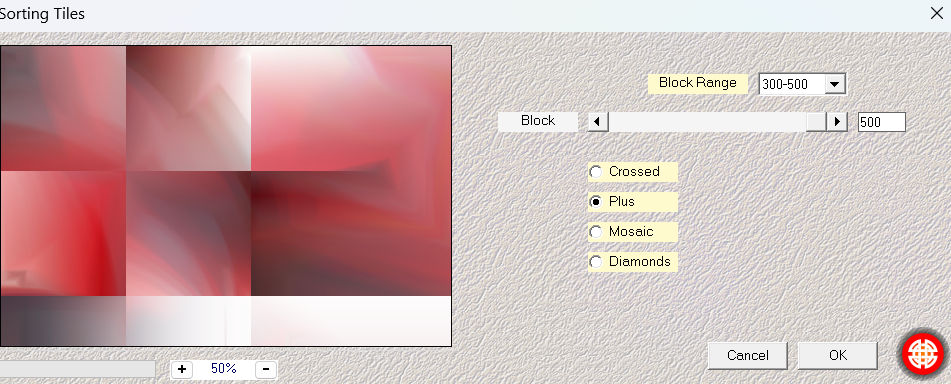 Sorting Tiles
Block Range 300-500
Block 500
Crossed
Plus
Mosaic
Diamonds
Cancel OK
+ 50% -